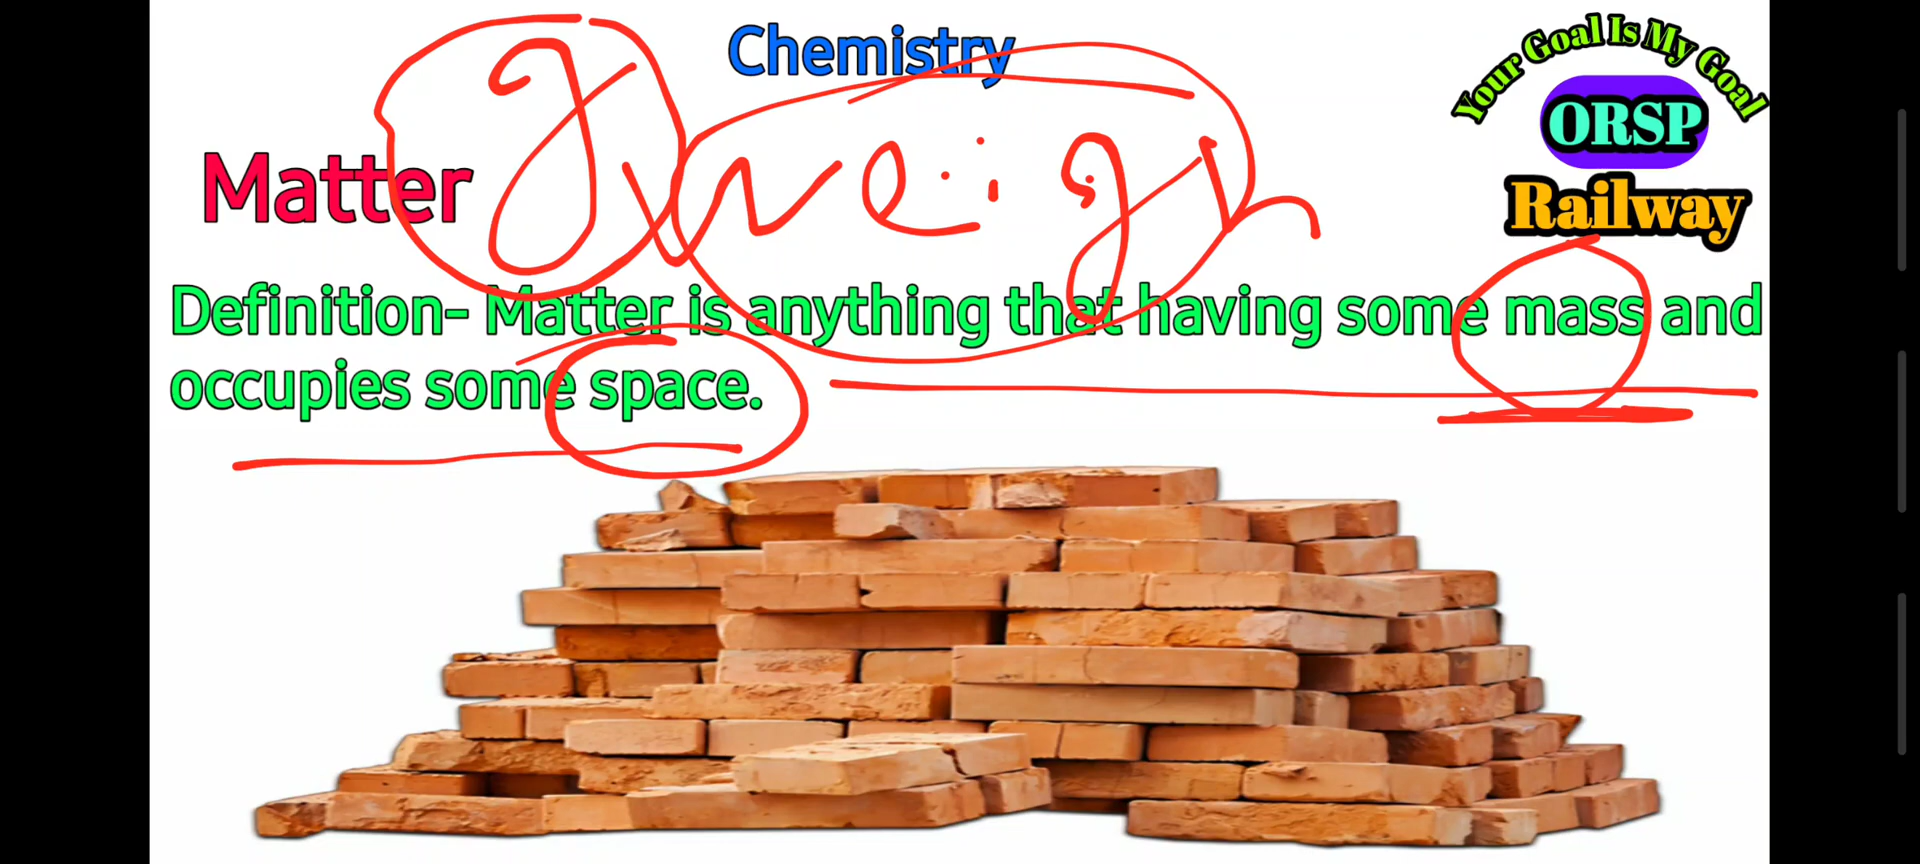 Chemistry
Your Goal Is My Goal
ORSP
Railway
Matter
g weigh
Definition- Matter is anything that having some mass and
occupies some space.